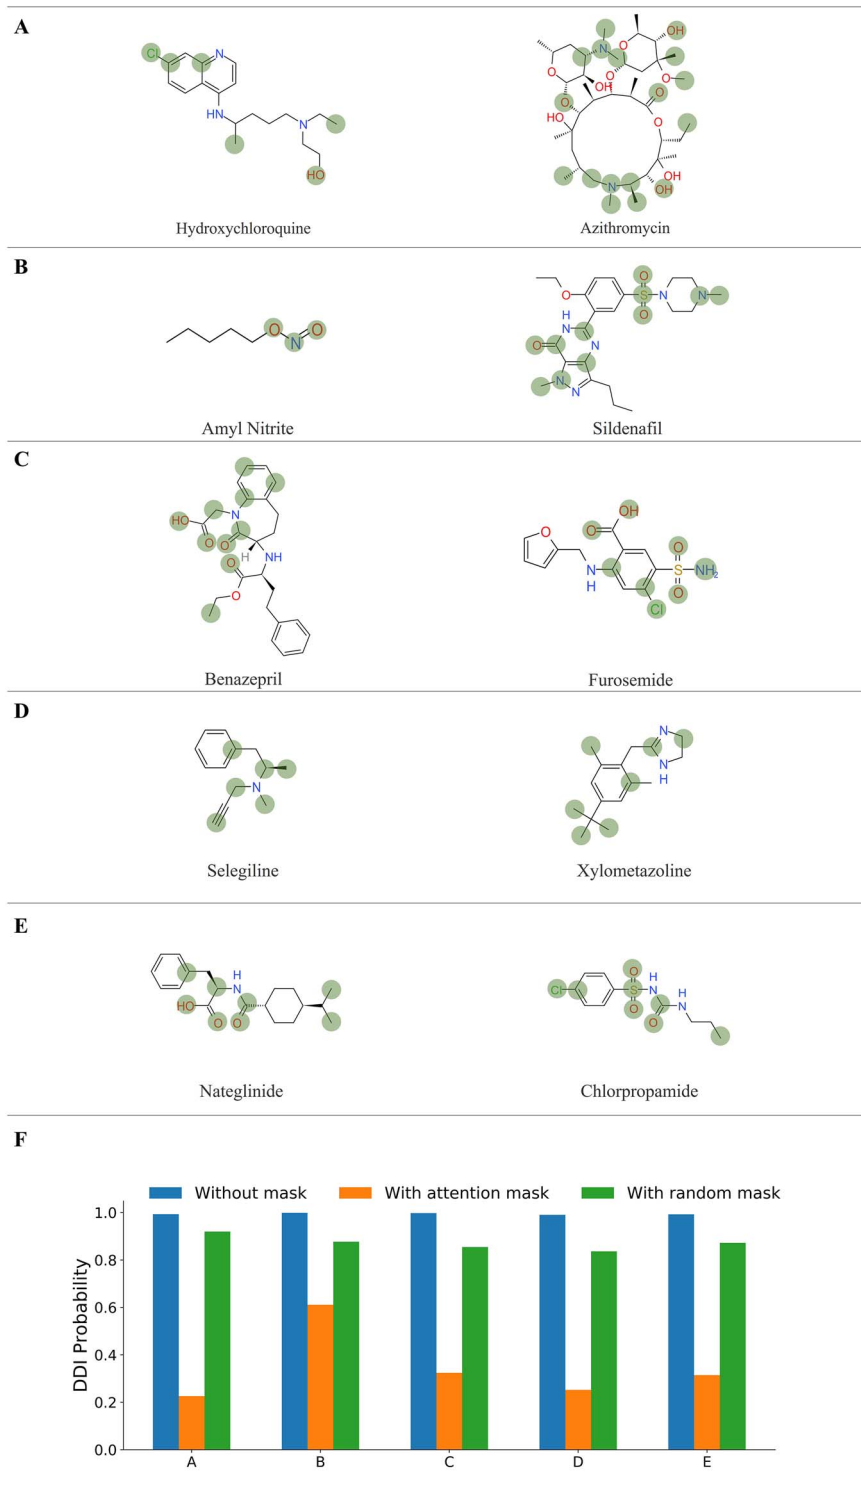 A
Cl
N
HN
N
HO
Hydroxychloroquine
OH
N
O
O
O
O
OH
O
O
HO
O
OH
N
OH
Azithromycin
B
O
O
N
Amyl Nitrite
O
O
S
N
N
O
H
N
O
N
N
N
Sildenafil
C
HO
N
O
O
H
NH
O
O
Benazepril
OH
O
O
O
N
H
S
NH2
O
Cl
Furosemide
D
N
Selegiline
N
N
H
Xylometazoline
E
H
N
HO
O
O
Nateglinide
O
Cl
S
H
N
H
N
O
O
Chlorpropamide
F
Without mask With attention mask With random mask
DDI Probability
1.0
0.8
0.6
0.4
0.2
0.0
A B C D E